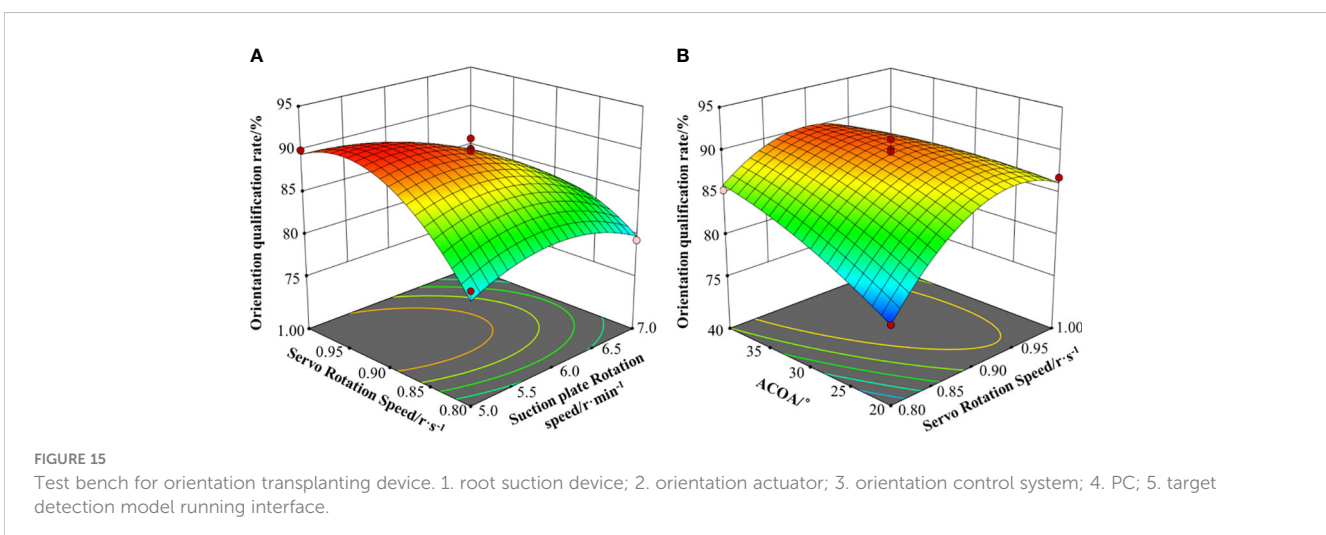 A
B
Orientation qualification rate/%
95
90
85
80
75
1.00
0.95
0.90
0.85
0.80
Servo Rotation Speed/r·s⁻¹
5.0
5.5
6.0
6.5
7.0
Suction plate Rotation
speed/r·min⁻¹
Orientation qualification rate/%
95
90
85
80
75
40
35
30
25
20
ACOA/°
0.80
0.85
0.90
0.95
1.00
Servo Rotation Speed/r·s⁻¹
FIGURE 15
Test bench for orientation transplanting device. 1. root suction device; 2. orientation actuator; 3. orientation control system; 4. PC; 5. target
detection model running interface.